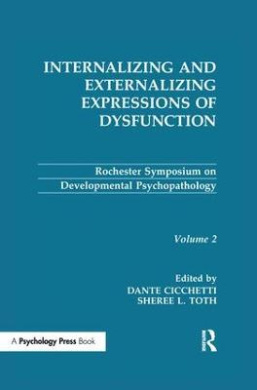 INTERNALIZING AND
EXTERNALIZING
EXPRESSIONS OF
DYSFUNCTION
Rochester Symposium on
Developmental Psychopathology
Volume 2
Edited by
DANTE CICCHETTI
SHEREE L. TOTH
A Psychology Press Book
R